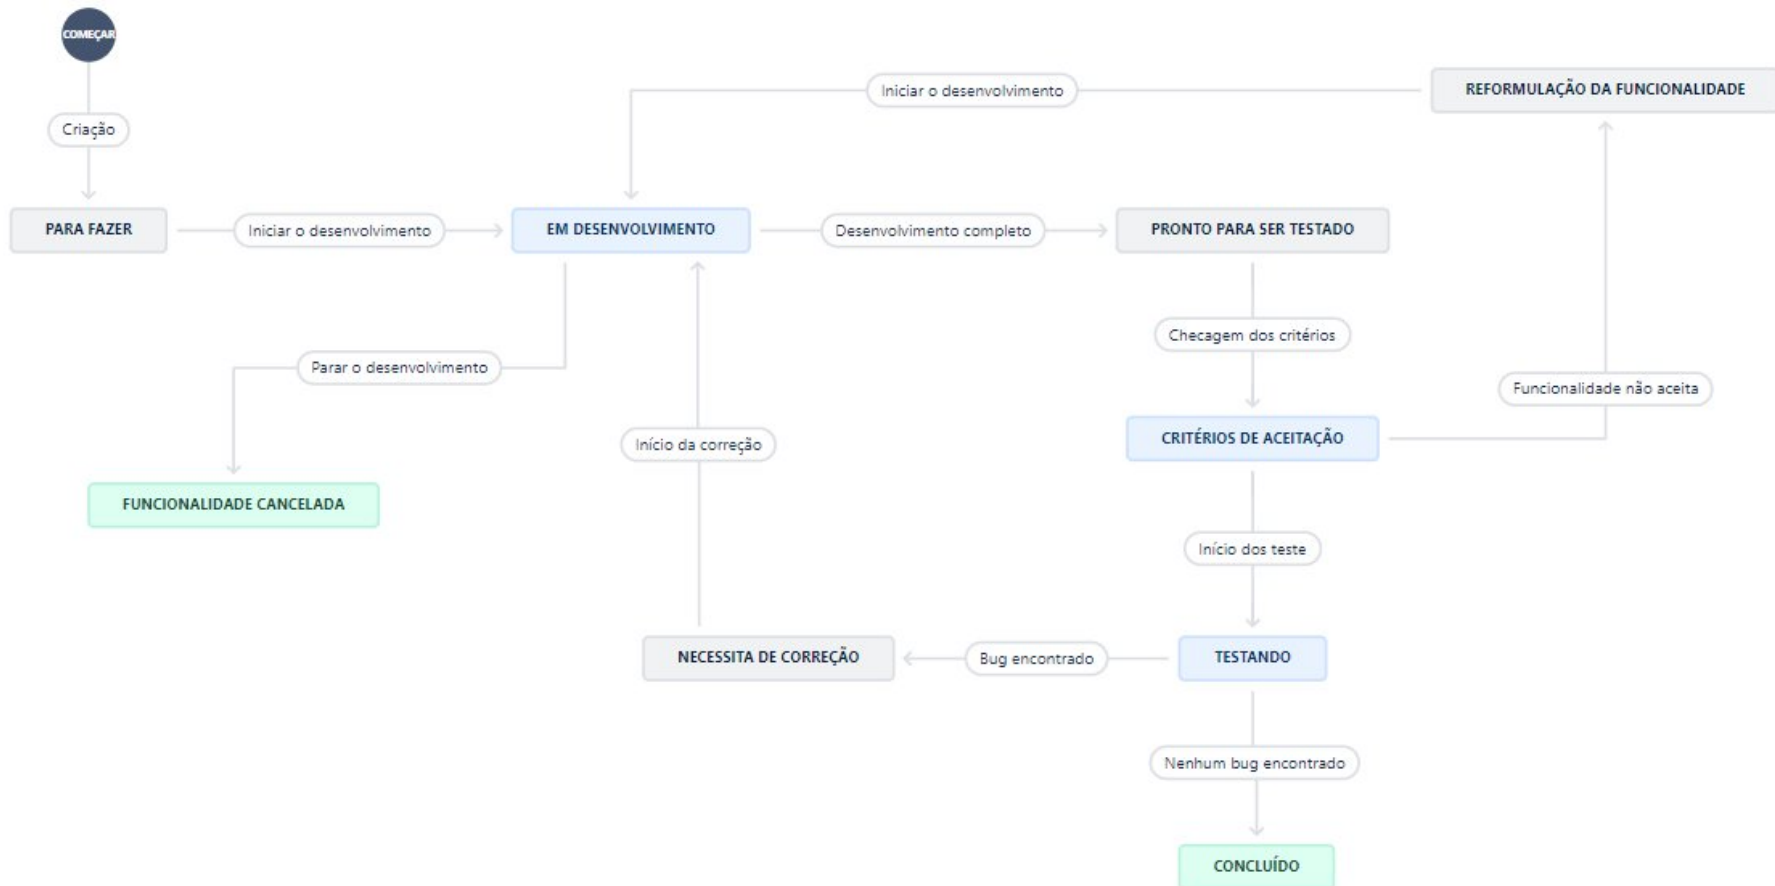 COMEÇAR
Iniciar o desenvolvimento
REFORMULAÇÃO DA FUNCIONALIDADE
Criação
PARA FAZER
Iniciar o desenvolvimento
EM DESENVOLVIMENTO
Desenvolvimento completo
PRONTO PARA SER TESTADO
Checagem dos critérios
Parar o desenvolvimento
Funcionalidade não aceita
Início da correção
CRITÉRIOS DE ACEITAÇÃO
FUNCIONALIDADE CANCELADA
Início dos teste
NECESSITA DE CORREÇÃO
Bug encontrado
TESTANDO
Nenhum bug encontrado
CONCLUÍDO